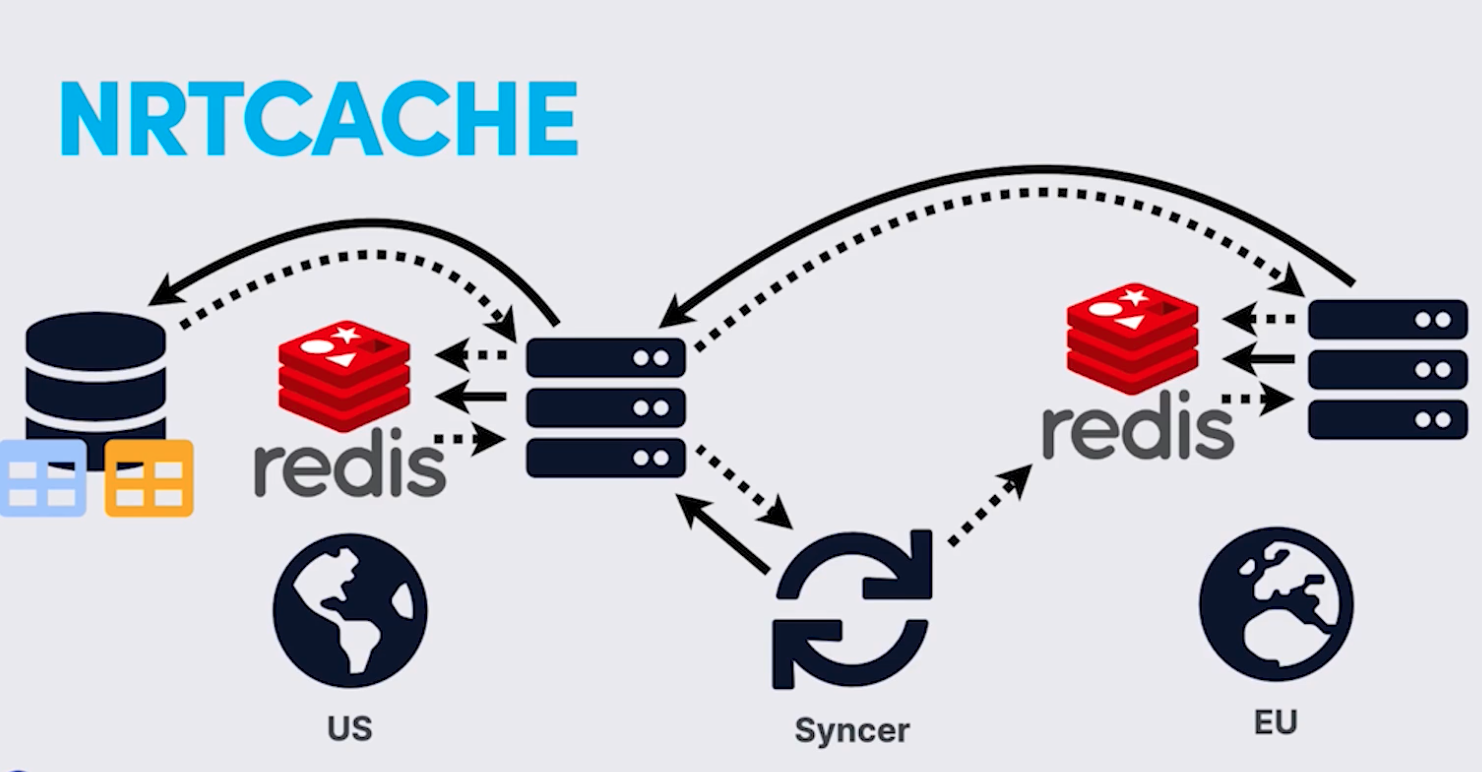 NRTCACHE
redis
redis
US
Syncer
EU